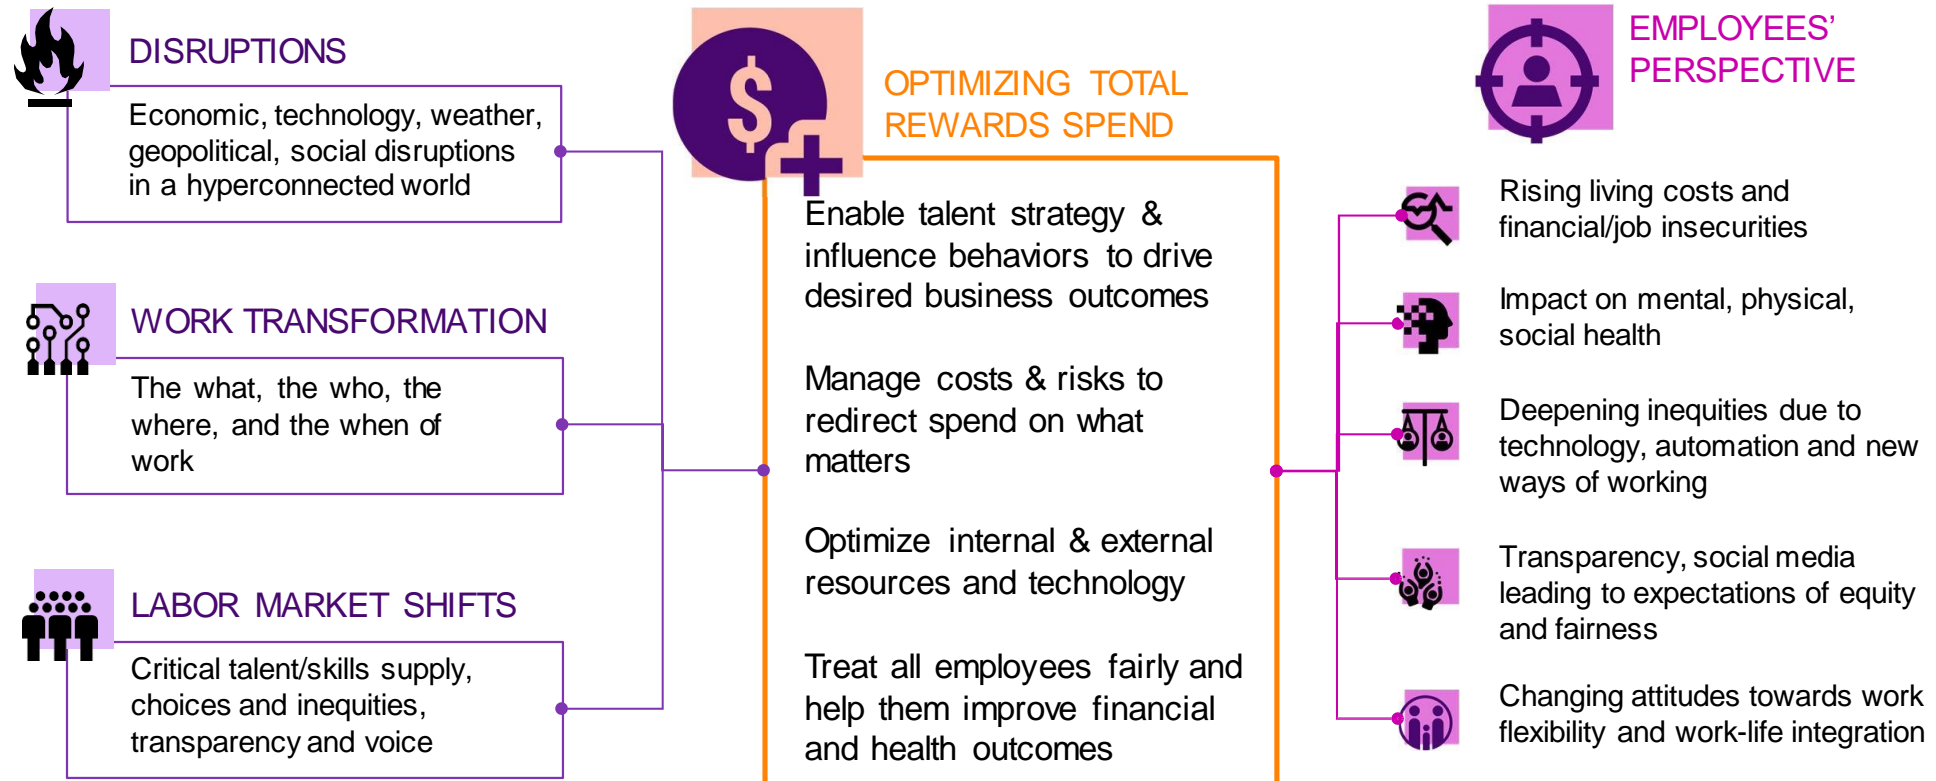 DISRUPTIONS
Economic, technology, weather,
geopolitical, social disruptions
in a hyperconnected world
WORK TRANSFORMATION
The what, the who, the
where, and the when of
work
LABOR MARKET SHIFTS
Critical talent/skills supply,
choices and inequities,
transparency and voice
$
OPTIMIZING TOTAL
REWARDS SPEND
Enable talent strategy &
influence behaviors to drive
desired business outcomes
Manage costs & risks to
redirect spend on what
matters
Optimize internal & external
resources and technology
Treat all employees fairly and
help them improve financial
and health outcomes
EMPLOYEES’
PERSPECTIVE
Rising living costs and
financial/job insecurities
Impact on mental, physical,
social health
Deepening inequities due to
technology, automation and new
ways of working
Transparency, social media
leading to expectations of equity
and fairness
Changing attitudes towards work
flexibility and work-life integration